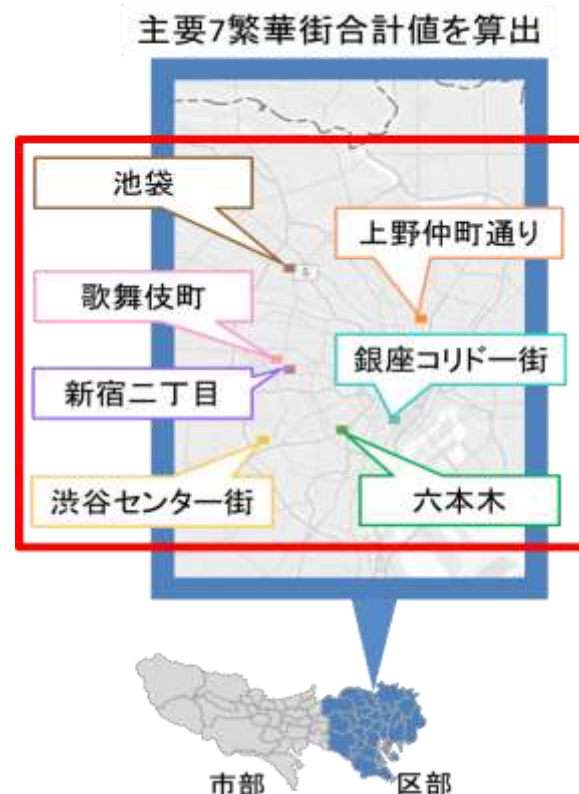 主要7繁華街合計値を算出
池袋
上野仲町通り
歌舞伎町
銀座コリドー街
新宿二丁目
渋谷センター街
六本木
市部
区部